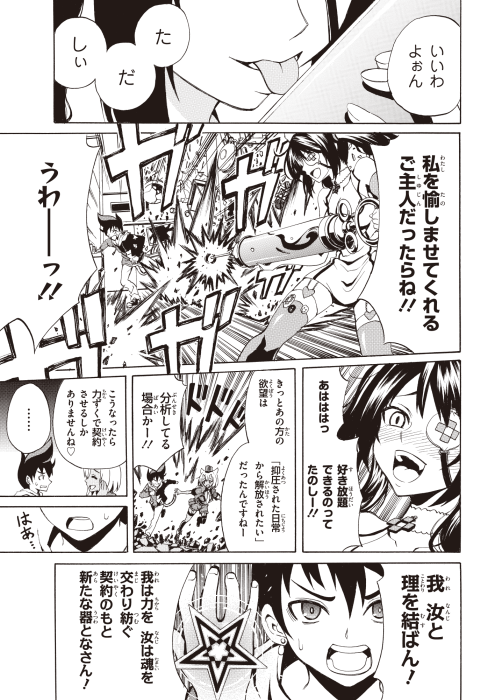 いいわ
よぉん
た
だ
しぃ
私を愉しませてくれる
ご主人だったらね!!
ガガガガ
うわーーっ!!
あはははっ
好き放題
できるのって
たのしー!!
きっとあの方の
欲望は
「抑圧された日常
から解放されたい」
だったんですねー
分析してる
場合かー!!
こうなったら
力ずくで契約
させるしか
ありませんね♡
……
はあ…
我 汝と
理を結ばん!
我は力を 汝は魂を
交わり紡ぐ
契約のもと
新たな器となさん!